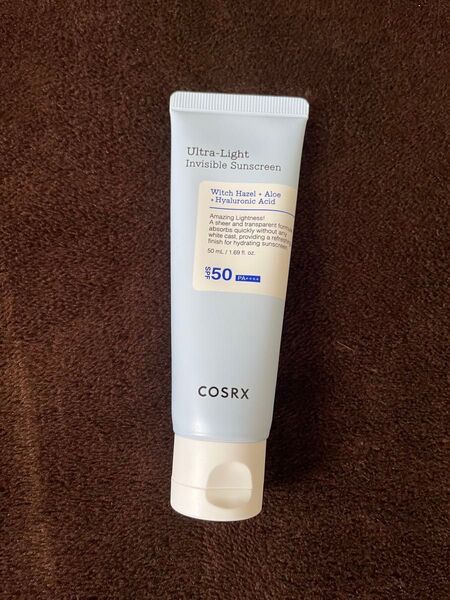 Ultra-Light
Invisible Sunscreen
Witch Hazel + Aloe
+ Hyaluronic Acid
Amazing Lightness!
A sheer and transparent formula
absorbs quickly without any
white cast, providing a refreshing
finish for hydrating sunscreen.
50 mL / 1.69 fl. oz.
SPF 50 PA++++
COSRX